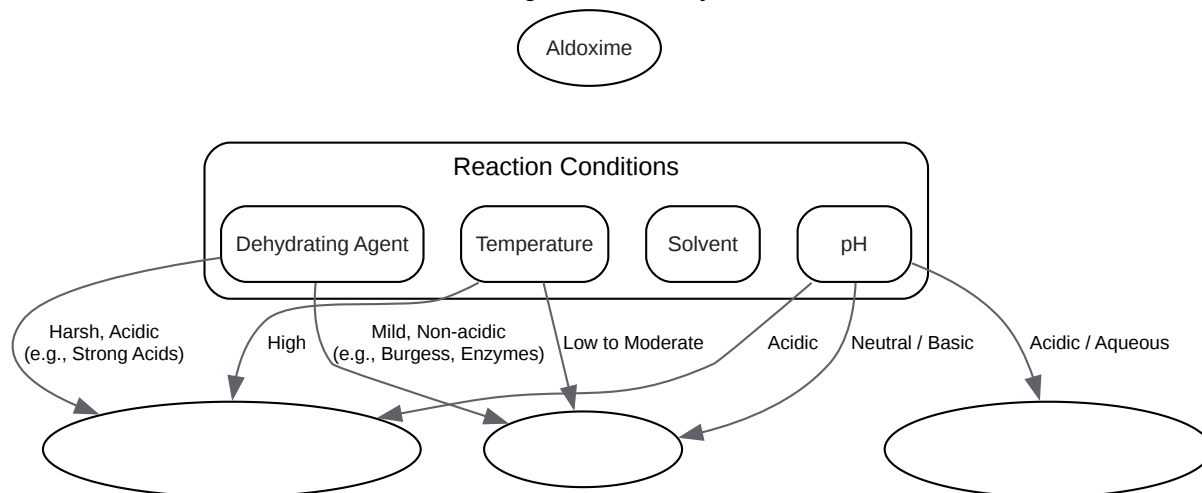 Aldoxime
Reaction Conditions
Dehydrating Agent
Temperature
Solvent
pH
Harsh, Acidic
(e.g., Strong Acids)
High
Mild, Non-acidic
(e.g., Burgess, Enzymes)
Low to Moderate
Acidic
Neutral / Basic
Acidic / Aqueous